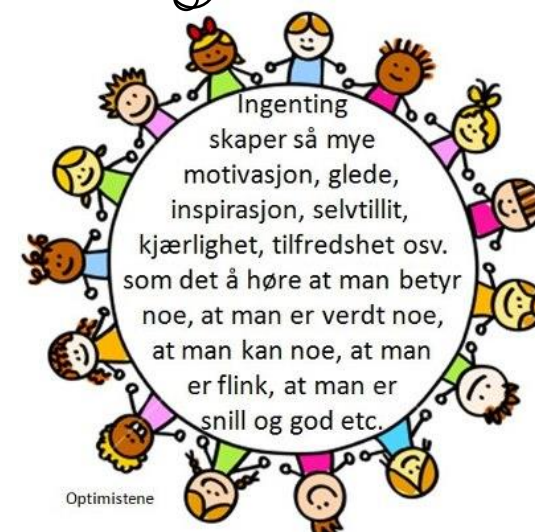 Ingenting
skaper så mye
motivasjon, glede,
inspirasjon, selvtillit,
kjærlighet, tilfredshet osv.
som det å høre at man betyr
noe, at man er verdt noe,
at man kan noe, at man
er flink, at man er
snill og god etc.
Optimistene